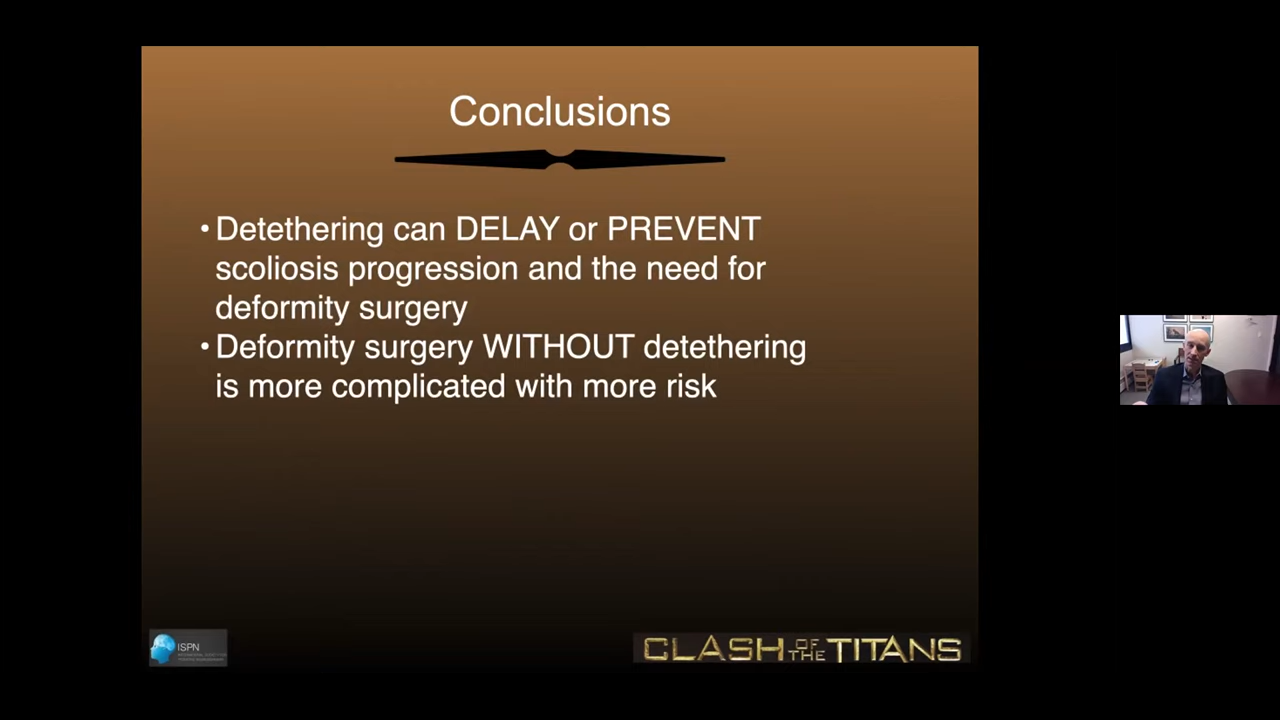 Conclusions
• Detethering can DELAY or PREVENT
scoliosis progression and the need for
deformity surgery
• Deformity surgery WITHOUT detethering
is more complicated with more risk
ISPN
CLASH OF THE TITANS